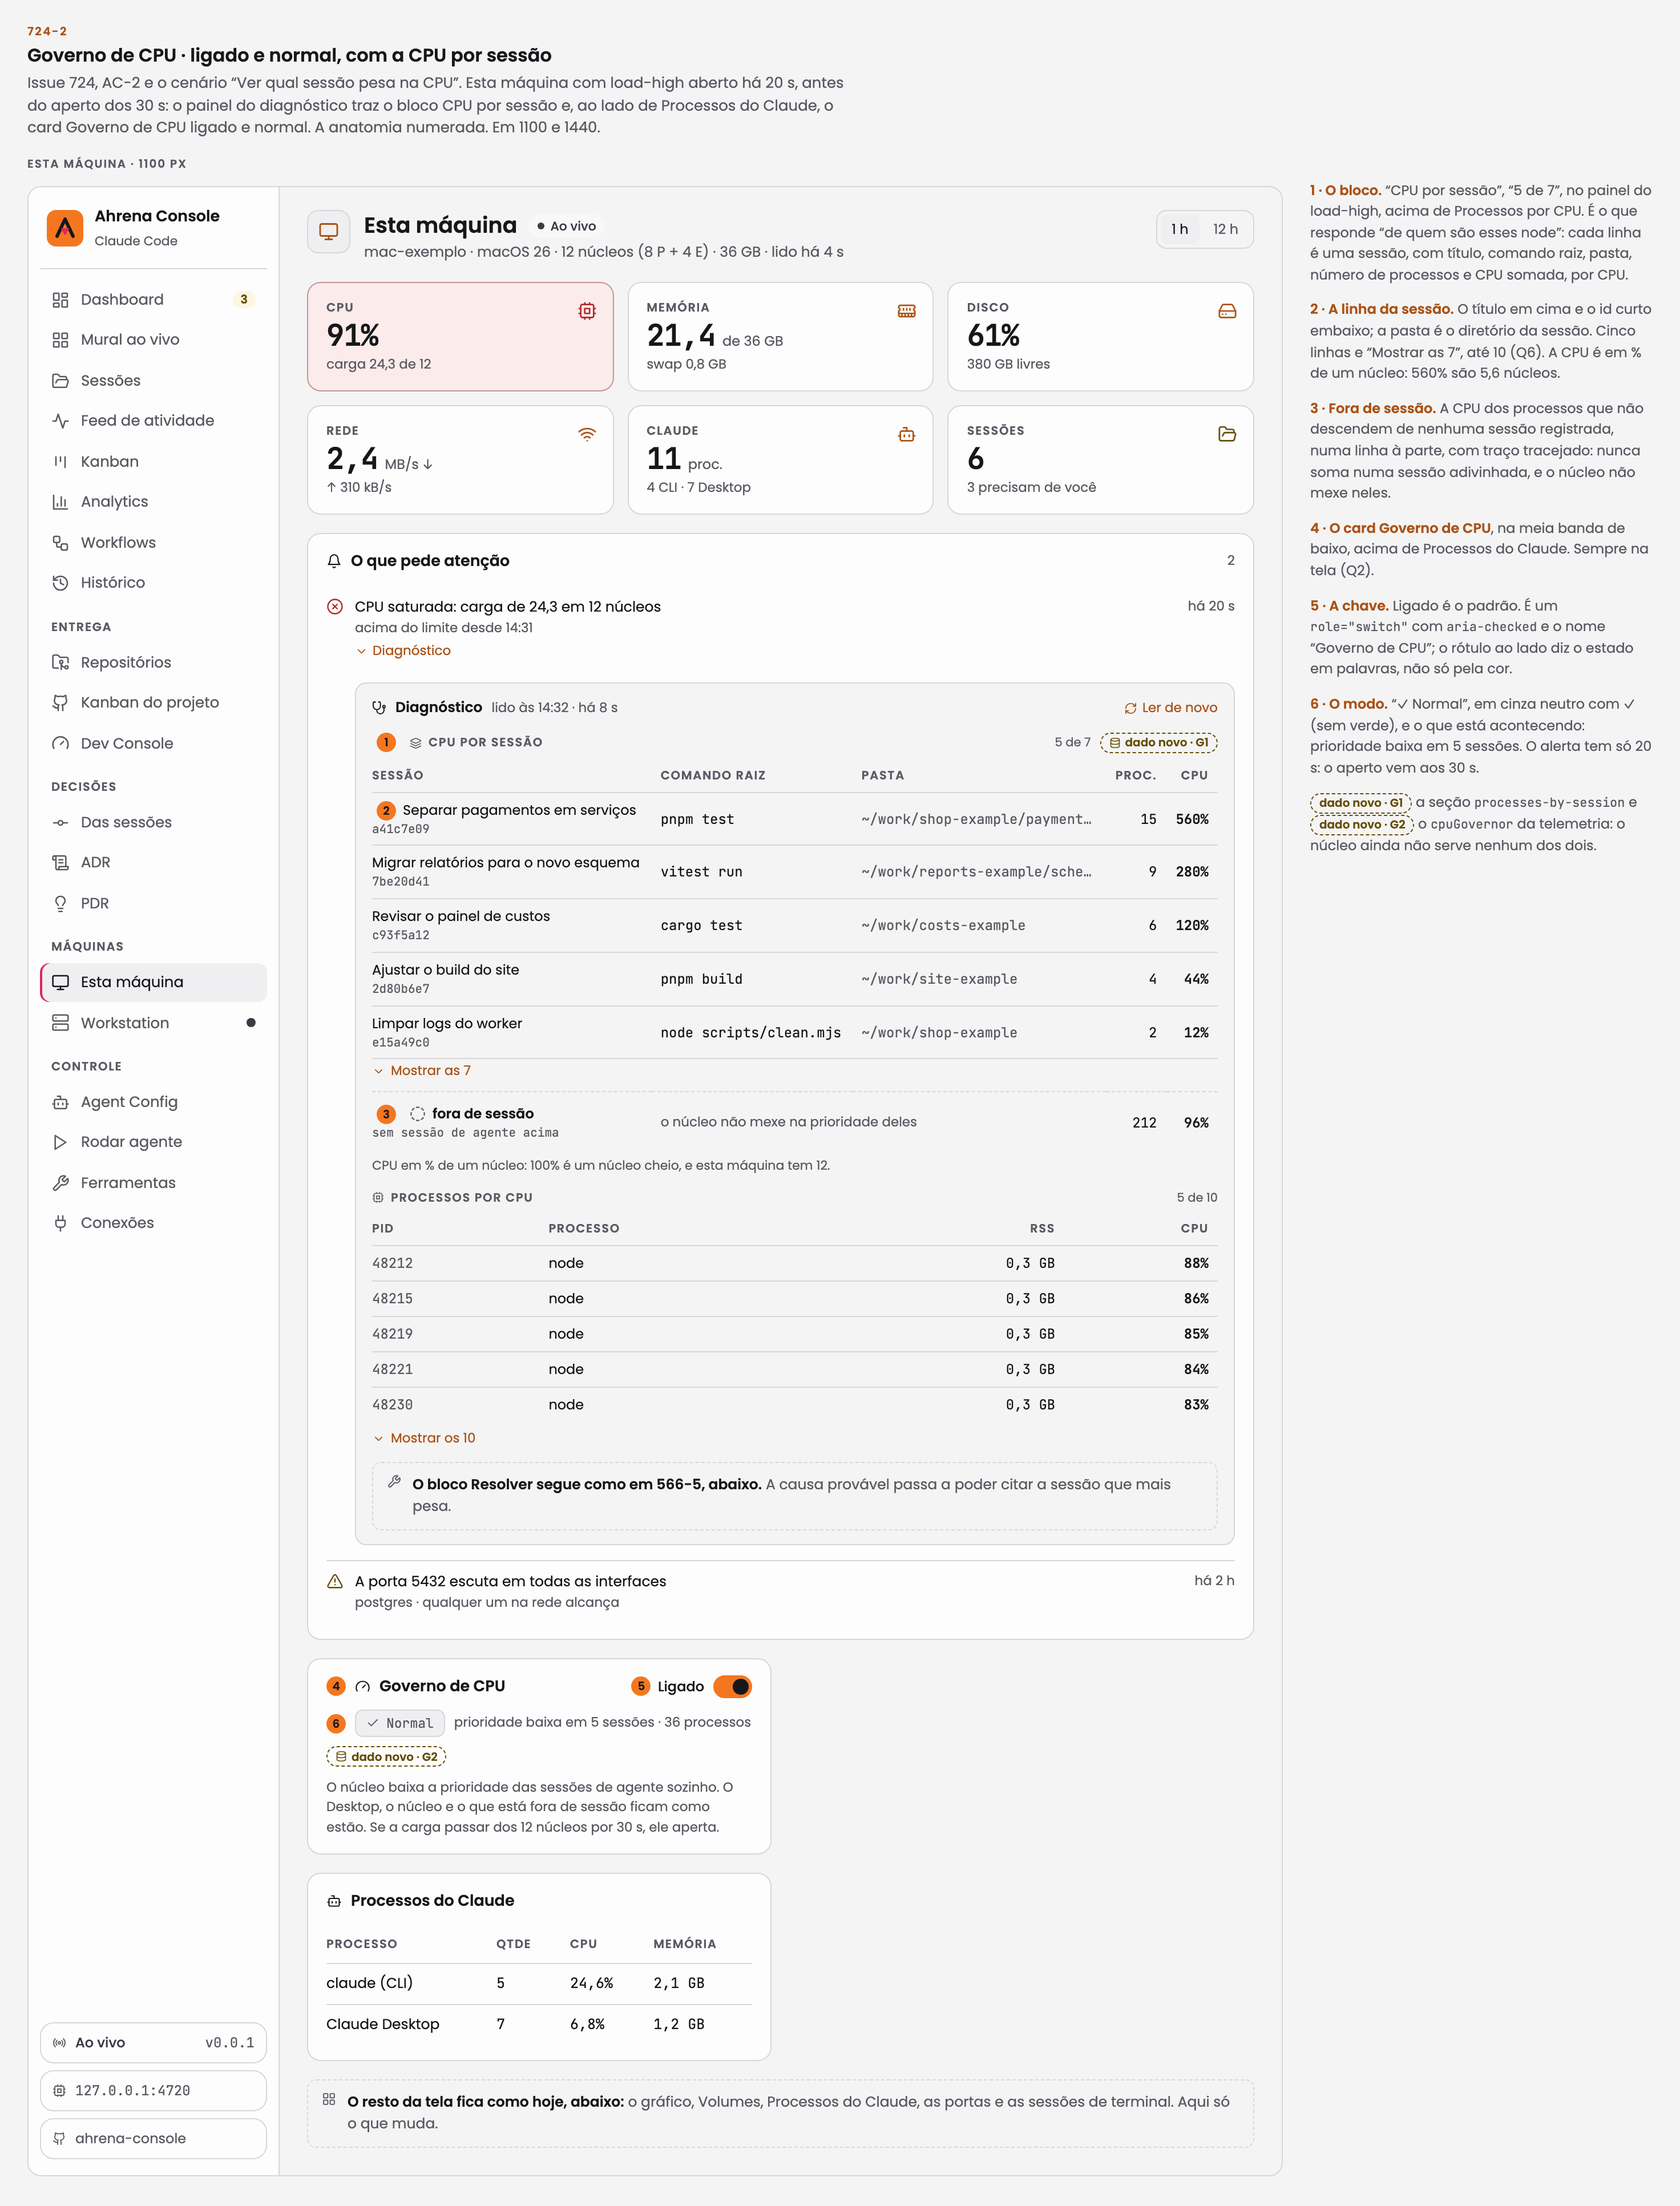 724-2
Governo de CPU · ligado e normal, com a CPU por sessão
Issue 724, AC-2 e o cenário “Ver qual sessão pesa na CPU”. Esta máquina com load-high aberto há 20 s, antes
do aperto dos 30 s: o painel do diagnóstico traz o bloco CPU por sessão e, ao lado de Processos do Claude, o
card Governo de CPU ligado e normal. A anatomia numerada. Em 1100 e 1440.
ESTA MÁQUINA · 1100 PX
Ahrena Console
Claude Code
Dashboard 3
Mural ao vivo
Sessões
Feed de atividade
Kanban
Analytics
Workflows
Histórico
ENTREGA
Repositórios
Kanban do projeto
Dev Console
DECISÕES
Das sessões
ADR
PDR
MÁQUINAS
Esta máquina
Workstation
CONTROLE
Agent Config
Rodar agente
Ferramentas
Conexões
Ao vivo v0.0.1
127.0.0.1:4720
ahrena-console
Esta máquina Ao vivo
mac-exemplo · macOS 26 · 12 núcleos (8 P + 4 E) · 36 GB · lido há 4 s
1 h 12 h
CPU
91%
carga 24,3 de 12
MEMÓRIA
21,4 de 36 GB
swap 0,8 GB
DISCO
61%
380 GB livres
REDE
2,4 MB/s ↓
↑ 310 kB/s
CLAUDE
11 proc.
4 CLI · 7 Desktop
SESSÕES
6
3 precisam de você
O que pede atenção 2
CPU saturada: carga de 24,3 em 12 núcleos há 20 s
acima do limite desde 14:31
Diagnóstico
Diagnóstico lido às 14:32 · há 8 s Ler de novo
1 CPU POR SESSÃO 5 de 7 dado novo · G1
SESSÃO COMANDO RAIZ PASTA PROC. CPU
2 Separar pagamentos em serviços
a41c7e09 pnpm test ~/work/shop-example/payment… 15 560%
Migrar relatórios para o novo esquema
7be20d41 vitest run ~/work/reports-example/sche… 9 280%
Revisar o painel de custos
c93f5a12 cargo test ~/work/costs-example 6 120%
Ajustar o build do site
2d80b6e7 pnpm build ~/work/site-example 4 44%
Limpar logs do worker
e15a49c0 node scripts/clean.mjs ~/work/shop-example 2 12%
Mostrar as 7
3 fora de sessão
sem sessão de agente acima o núcleo não mexe na prioridade deles 212 96%
CPU em % de um núcleo: 100% é um núcleo cheio, e esta máquina tem 12.
PROCESSOS POR CPU 5 de 10
PID PROCESSO RSS CPU
48212 node 0,3 GB 88%
48215 node 0,3 GB 86%
48219 node 0,3 GB 85%
48221 node 0,3 GB 84%
48230 node 0,3 GB 83%
Mostrar os 10
O bloco Resolver segue como em 566-5, abaixo. A causa provável passa a poder citar a sessão que mais
pesa.
A porta 5432 escuta em todas as interfaces há 2 h
postgres · qualquer um na rede alcança
4 Governo de CPU 5 Ligado
6 ✓ Normal prioridade baixa em 5 sessões · 36 processos
dado novo · G2
O núcleo baixa a prioridade das sessões de agente sozinho. O
Desktop, o núcleo e o que está fora de sessão ficam como
estão. Se a carga passar dos 12 núcleos por 30 s, ele aperta.
Processos do Claude
PROCESSO QTDE CPU MEMÓRIA
claude (CLI) 5 24,6% 2,1 GB
Claude Desktop 7 6,8% 1,2 GB
O resto da tela fica como hoje, abaixo: o gráfico, Volumes, Processos do Claude, as portas e as sessões de terminal. Aqui só
o que muda.
1 · O bloco. “CPU por sessão”, “5 de 7”, no painel do
load-high, acima de Processos por CPU. É o que
responde “de quem são esses node”: cada linha
é uma sessão, com título, comando raiz, pasta,
número de processos e CPU somada, por CPU.
2 · A linha da sessão. O título em cima e o id curto
embaixo; a pasta é o diretório da sessão. Cinco
linhas e “Mostrar as 7”, até 10 (Q6). A CPU é em %
de um núcleo: 560% são 5,6 núcleos.
3 · Fora de sessão. A CPU dos processos que não
descendem de nenhuma sessão registrada,
numa linha à parte, com traço tracejado: nunca
soma numa sessão adivinhada, e o núcleo não
mexe neles.
4 · O card Governo de CPU, na meia banda de
baixo, acima de Processos do Claude. Sempre na
tela (Q2).
5 · A chave. Ligado é o padrão. É um
role="switch" com aria-checked e o nome
“Governo de CPU”; o rótulo ao lado diz o estado
em palavras, não só pela cor.
6 · O modo. “✓ Normal”, em cinza neutro com ✓
(sem verde), e o que está acontecendo:
prioridade baixa em 5 sessões. O alerta tem só 20
s: o aperto vem aos 30 s.
dado novo · G1 a seção processes-by-session e
dado novo · G2 o cpuGovernor da telemetria: o
núcleo ainda não serve nenhum dos dois.